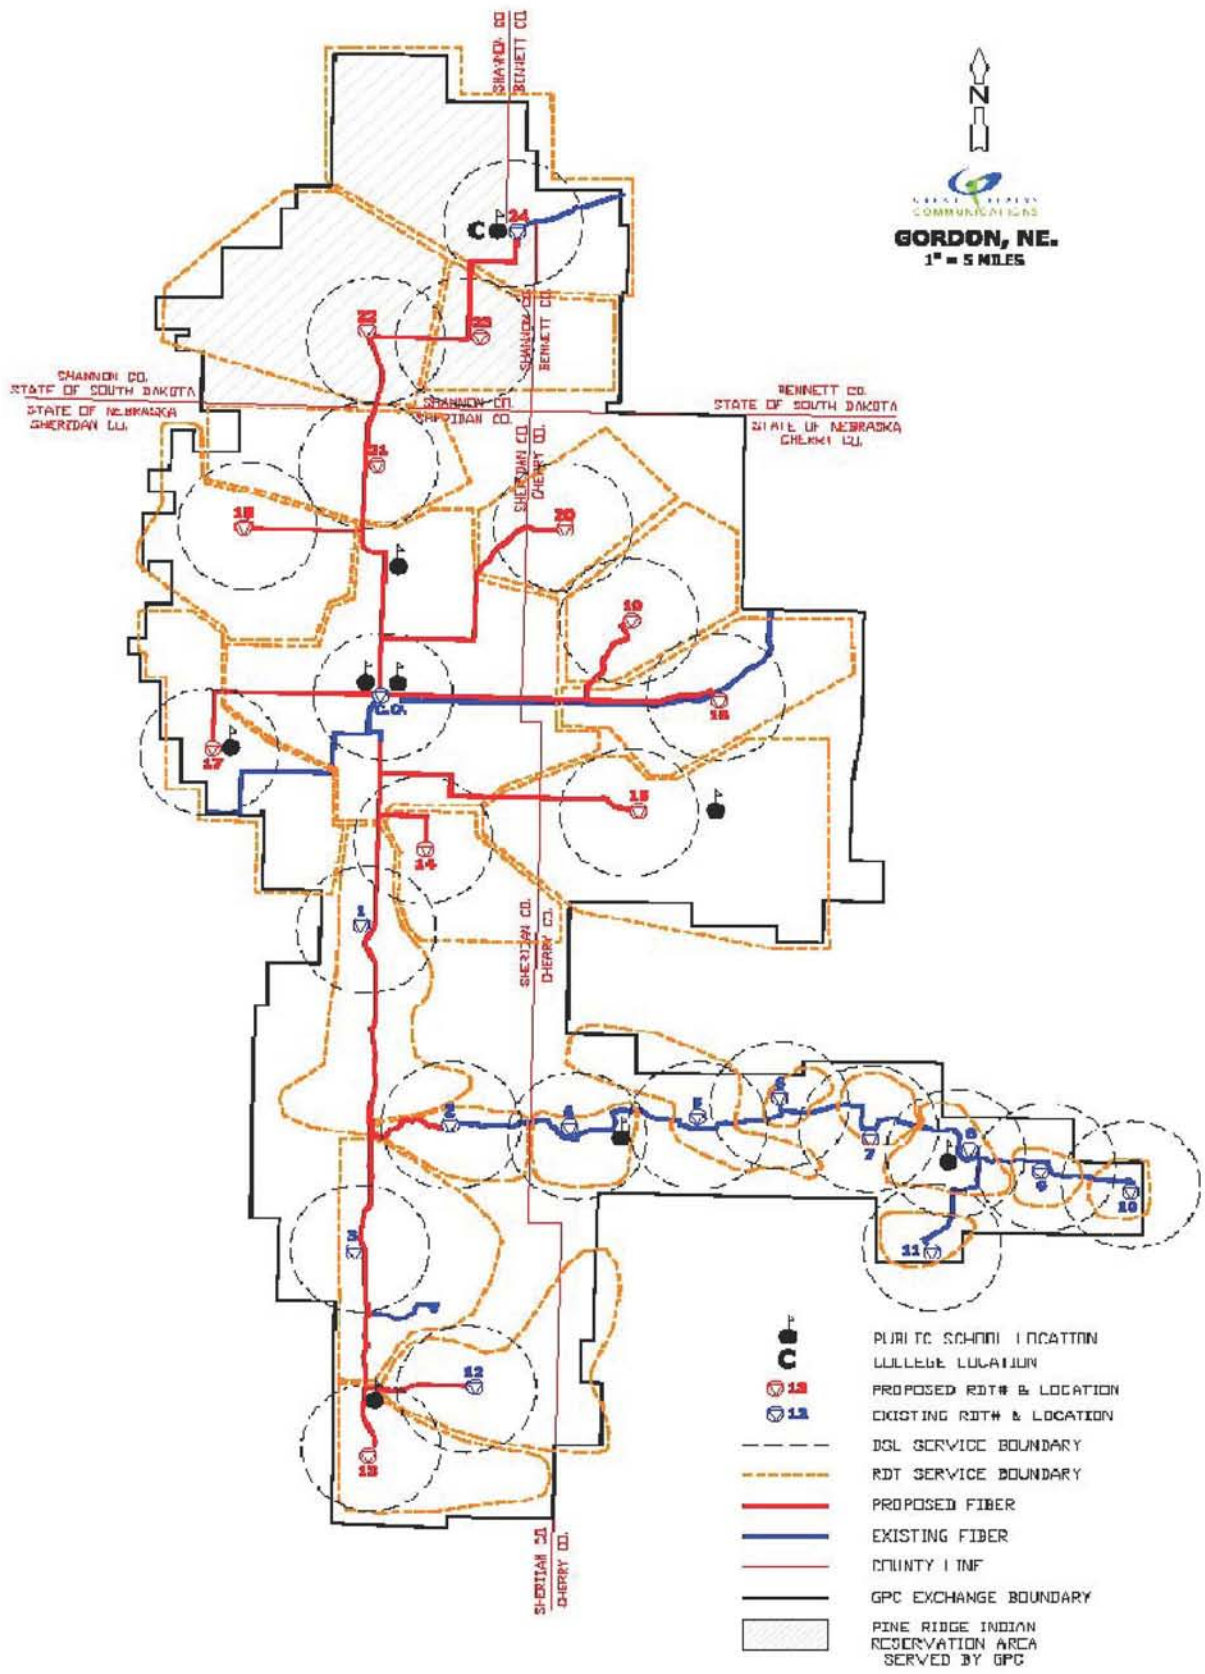 SHANNON CO.
BENNETT CO.
N
COMMUNICATIONS
GORDON, NE.
1" = 5 MILES
24
C
SHANNON CO.
BENNETT CO.
SHANNON CO.
STATE OF SOUTH DAKOTA
STATE OF NEBRASKA
SHERIDAN CO.
SHANNON CO.
SHERIDAN CO.
BENNETT CO.
STATE OF SOUTH DAKOTA
STATE OF NEBRASKA
CHERRY CO.
21
SHERIDAN CO.
CHERRY CO.
20
19
C.O.
17
15
14
1
SHERIDAN CO.
CHERRY CO.
2
4
5
6
7
8
9
10
11
3
12
13
PUBLIC SCHOOL LOCATION
C COLLEGE LOCATION
13 PROPOSED RDT# & LOCATION
12 EXISTING RDT# & LOCATION
DSL SERVICE BOUNDARY
RDT SERVICE BOUNDARY
PROPOSED FIBER
EXISTING FIBER
COUNTY LINE
GPC EXCHANGE BOUNDARY
PINE RIDGE INDIAN
RESERVATION AREA
SERVED BY GPC
SHERIDAN CO.
CHERRY CO.